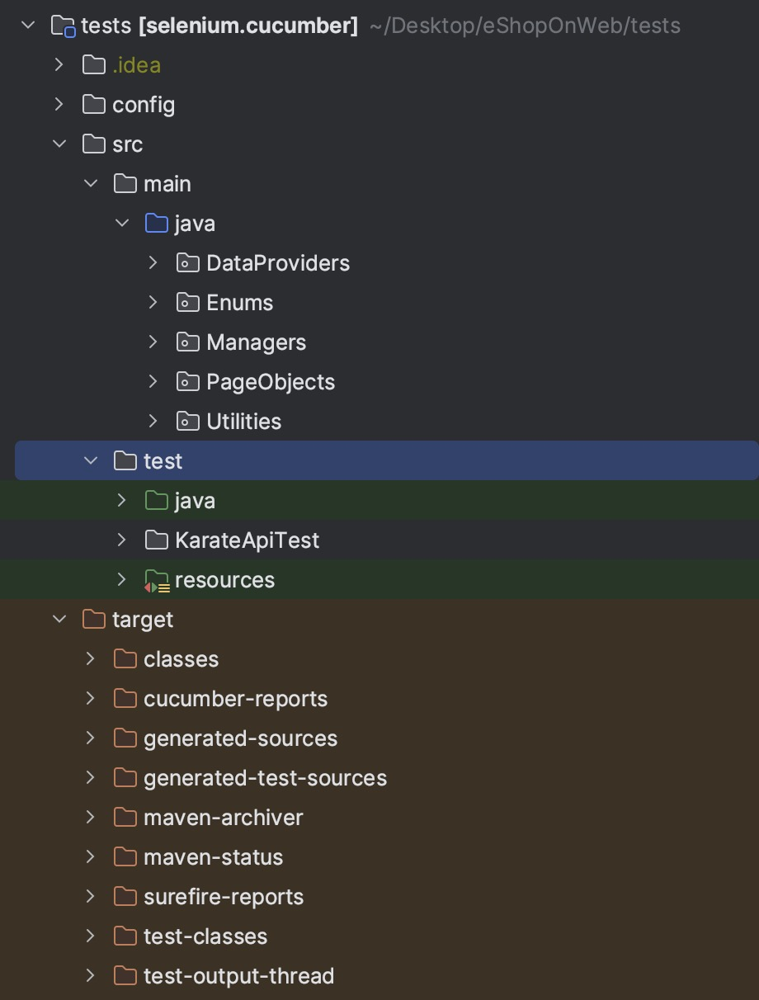 tests [selenium.cucumber] ~/Desktop/eShopOnWeb/tests
.idea
config
src
main
java
DataProviders
Enums
Managers
PageObjects
Utilities
test
java
KarateApiTest
resources
target
classes
cucumber-reports
generated-sources
generated-test-sources
maven-archiver
maven-status
surefire-reports
test-classes
test-output-thread